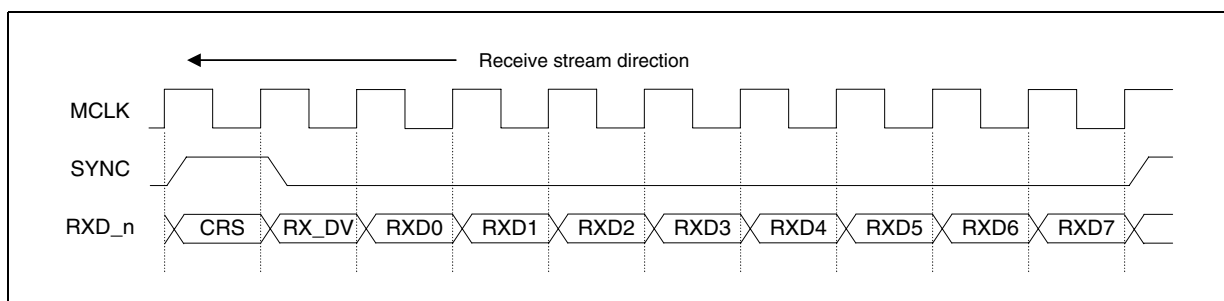 Receive stream direction
MCLK
SYNC
RXD_n CRS RX_DV RXD0 RXD1 RXD2 RXD3 RXD4 RXD5 RXD6 RXD7